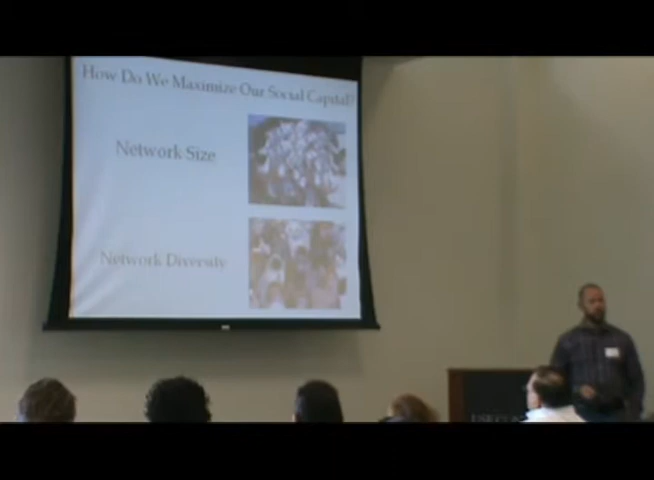 How Do We Maximize Our Social Capital?
Network Size
Network Diversity